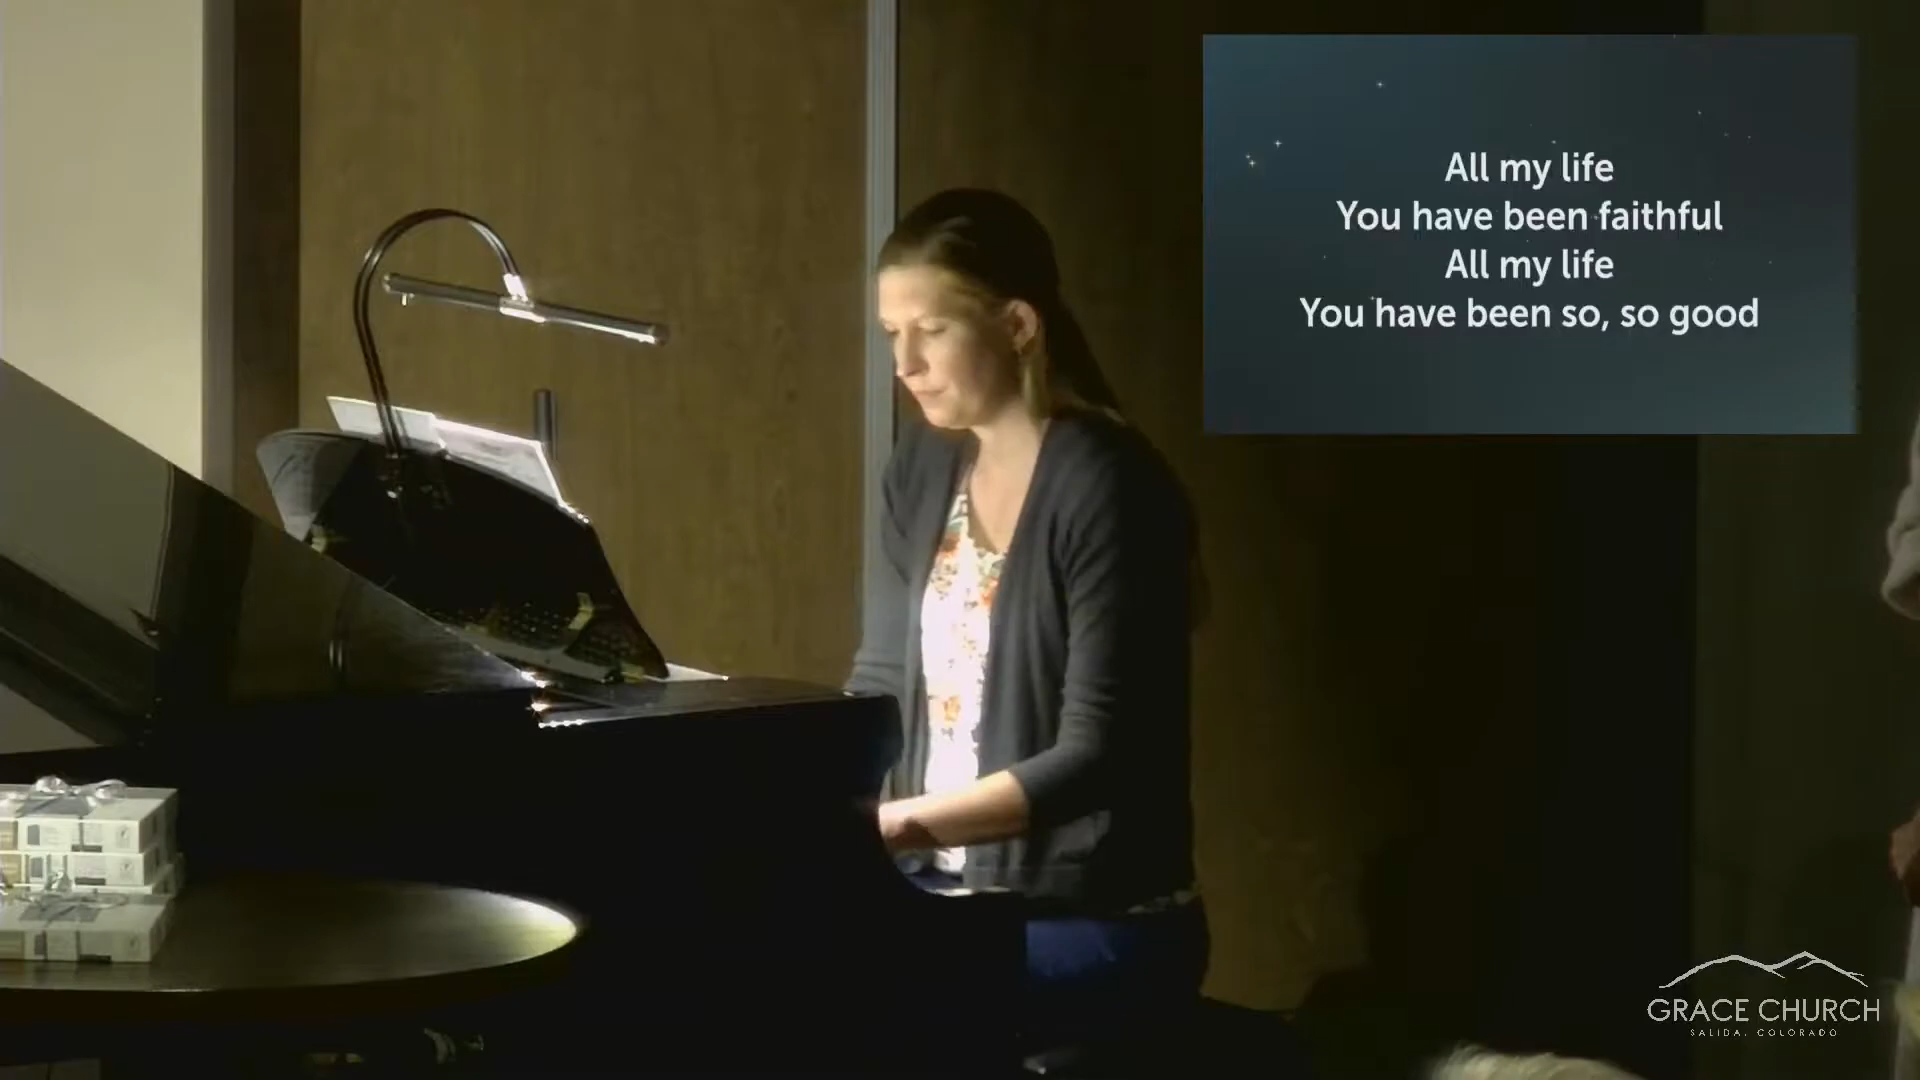 All my life
You have been faithful
All my life
You have been so, so good
GRACE CHURCH
SALIDA, COLORADO